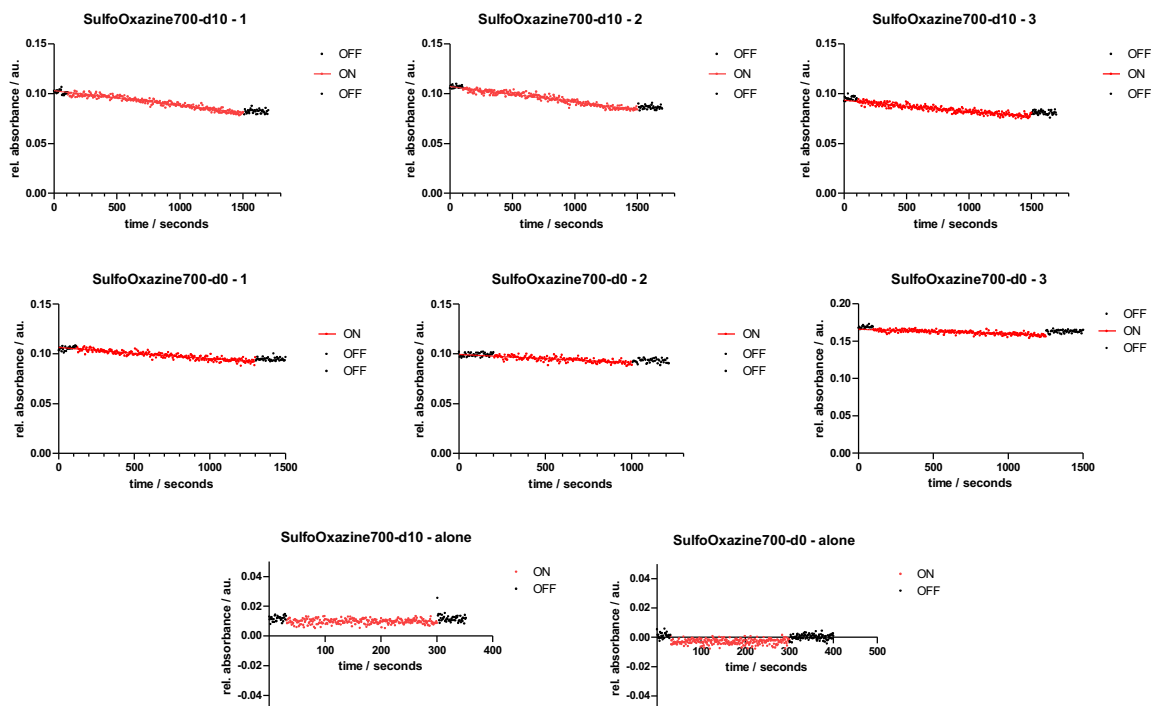 SulfoOxazine700-d10 - 1
0.15
0.10
0.05
0.00
rel. absorbance / au.
0 500 1000 1500
time / seconds
OFF
ON
OFF
SulfoOxazine700-d10 - 2
0.15
0.10
0.05
0.00
rel. absorbance / au.
0 500 1000 1500
time / seconds
OFF
ON
OFF
SulfoOxazine700-d10 - 3
0.15
0.10
0.05
0.00
rel. absorbance / au.
0 500 1000 1500
time / seconds
OFF
ON
OFF
SulfoOxazine700-d0 - 1
0.15
0.10
0.05
0.00
rel. absorbance / au.
0 500 1000 1500
time / seconds
ON
OFF
OFF
SulfoOxazine700-d0 - 2
0.15
0.10
0.05
0.00
rel. absorbance / au.
0 500 1000
time / seconds
ON
OFF
OFF
SulfoOxazine700-d0 - 3
0.20
0.15
0.10
0.05
0.00
rel. absorbance / au.
0 500 1000 1500
time / seconds
OFF
ON
OFF
SulfoOxazine700-d10 - alone
0.04
0.02
0.00
-0.02
-0.04
rel. absorbance / au.
100 200 300 400
time / seconds
ON
OFF
SulfoOxazine700-d0 - alone
0.04
0.02
0.00
-0.02
-0.04
rel. absorbance / au.
100 200 300 400 500
time / seconds
ON
OFF